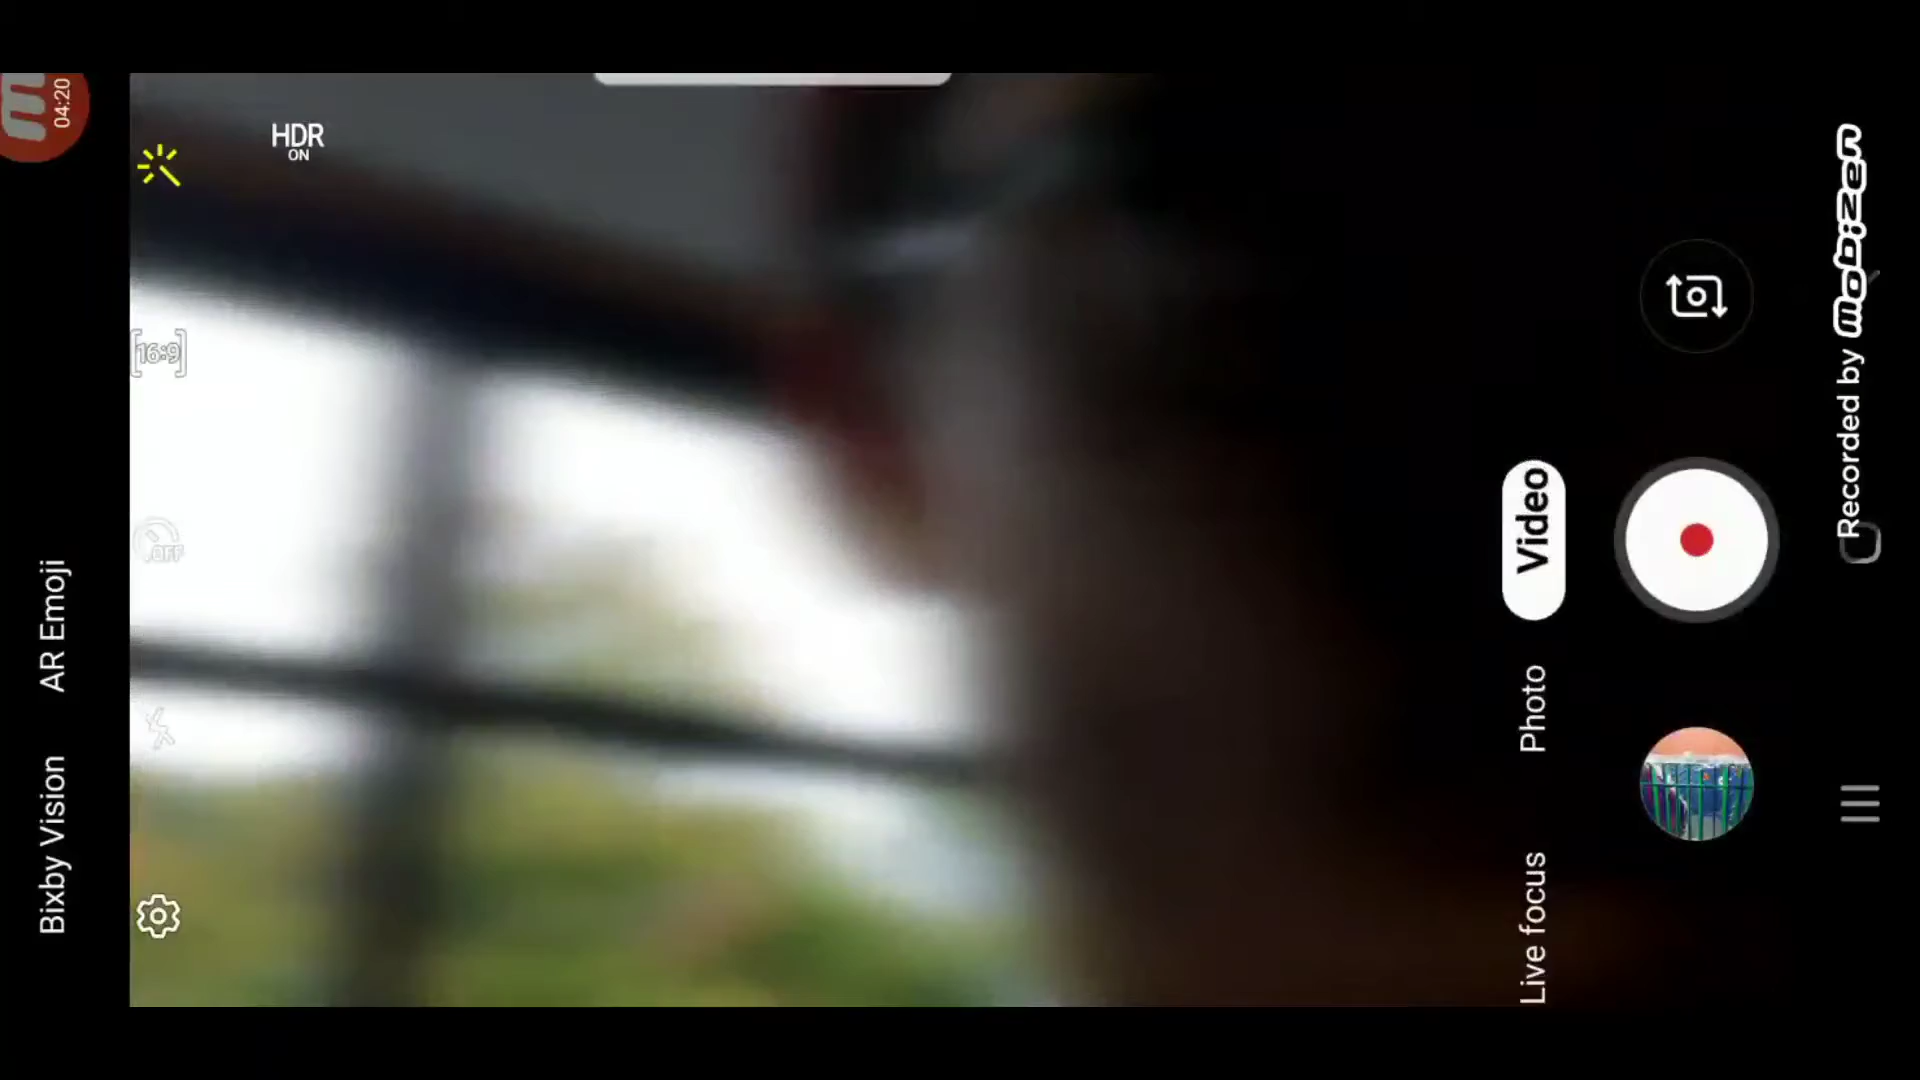 04:20
HDR
ON
16:9
OFF
AR Emoji
Bixby Vision
Video
Photo
Live focus
Recorded by Mobizen